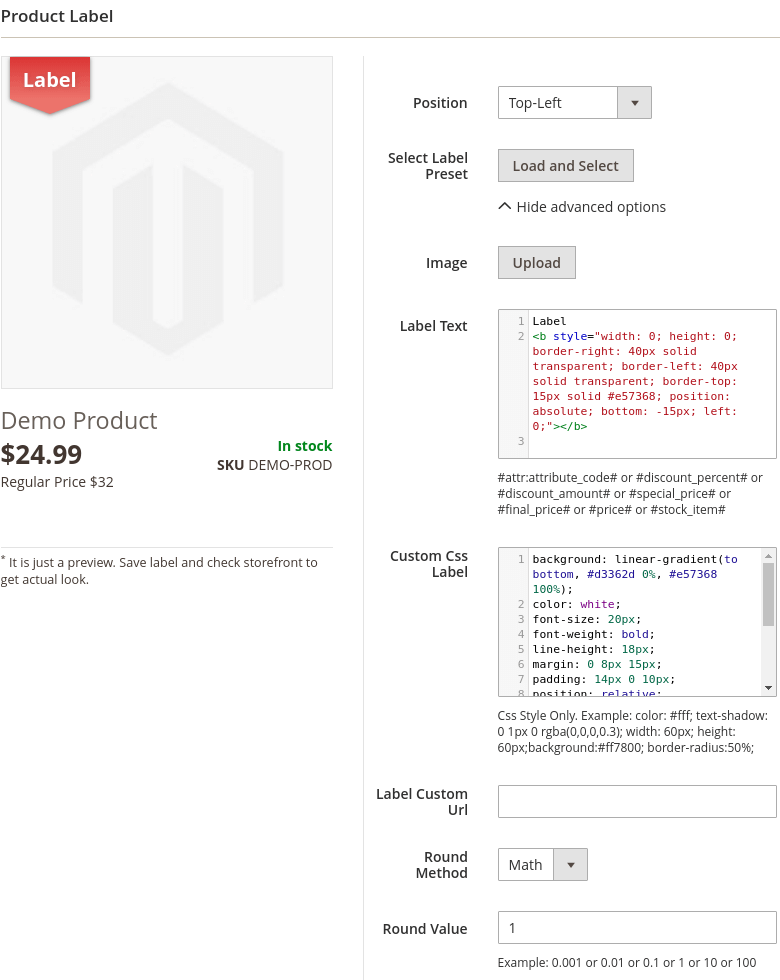 Product Label
Label
Demo Product
$24.99
In stock
SKU DEMO-PROD
Regular Price $32
* It is just a preview. Save label and check storefront to
get actual look.
Position
Top-Left
Select Label
Preset
Load and Select
Hide advanced options
Image
Upload
Label Text
1 Label
2 <b style="width: 0; height: 0;
border-right: 40px solid
transparent; border-left: 40px
solid transparent; border-top:
15px solid #e57368; position:
absolute; bottom: -15px; left:
0;"></b>
3
#attr:attribute_code# or #discount_percent# or
#discount_amount# or #special_price# or
#final_price# or #price# or #stock_item#
Custom Css
Label
1 background: linear-gradient(to
bottom, #d3362d 0%, #e57368
100%);
2 color: white;
3 font-size: 20px;
4 font-weight: bold;
5 line-height: 18px;
6 margin: 0 8px 15px;
7 padding: 14px 0 10px;
8 position: relative;
Css Style Only. Example: color: #fff; text-shadow:
0 1px 0 rgba(0,0,0,0.3); width: 60px; height:
60px;background:#ff7800; border-radius:50%;
Label Custom
Url
Round
Method
Math
Round Value
1
Example: 0.001 or 0.01 or 0.1 or 1 or 10 or 100